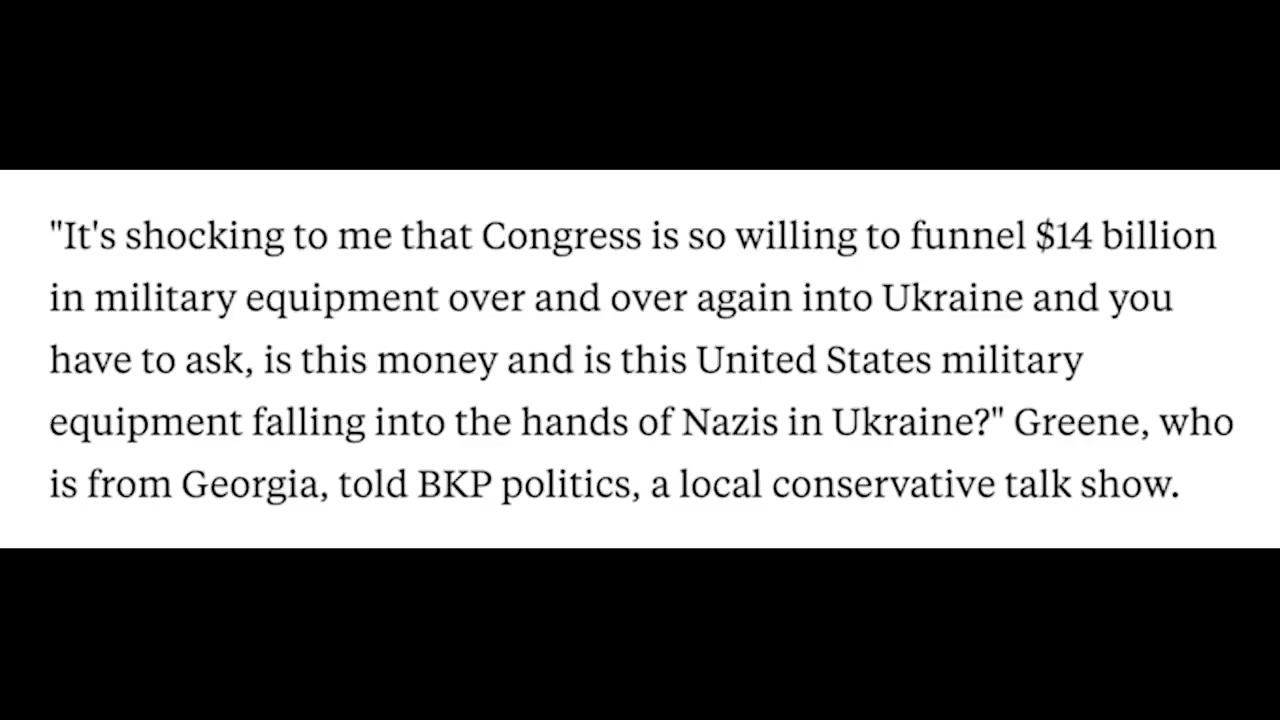 "It's shocking to me that Congress is so willing to funnel $14 billion
in military equipment over and over again into Ukraine and you
have to ask, is this money and is this United States military
equipment falling into the hands of Nazis in Ukraine?" Greene, who
is from Georgia, told BKP politics, a local conservative talk show.